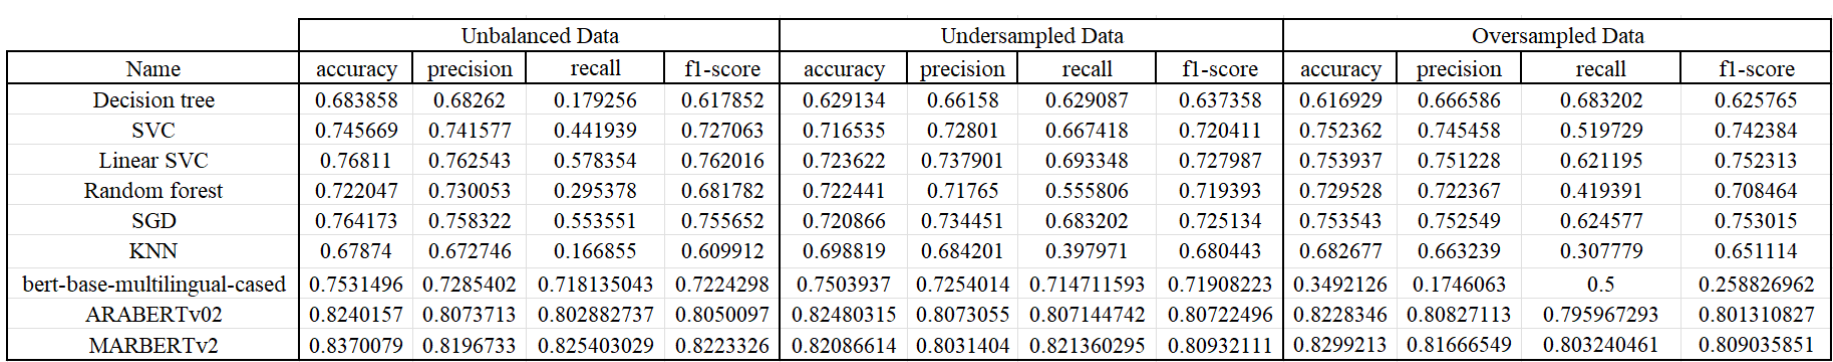 Unbalanced Data Undersampled Data Oversampled Data
Name accuracy precision recall f1-score accuracy precision recall f1-score accuracy precision recall f1-score
Decision tree 0.683858 0.68262 0.179256 0.617852 0.629134 0.66158 0.629087 0.637358 0.616929 0.666586 0.683202 0.625765
SVC 0.745669 0.741577 0.441939 0.727063 0.716535 0.72801 0.667418 0.720411 0.752362 0.745458 0.519729 0.742384
Linear SVC 0.76811 0.762543 0.578354 0.762016 0.723622 0.737901 0.693348 0.727987 0.753937 0.751228 0.621195 0.752313
Random forest 0.722047 0.730053 0.295378 0.681782 0.722441 0.71765 0.555806 0.719393 0.729528 0.722367 0.419391 0.708464
SGD 0.764173 0.758322 0.553551 0.755652 0.720866 0.734451 0.683202 0.725134 0.753543 0.752549 0.624577 0.753015
KNN 0.67874 0.672746 0.166855 0.609912 0.698819 0.684201 0.397971 0.680443 0.682677 0.663239 0.307779 0.651114
bert-base-multilingual-cased 0.7531496 0.7285402 0.718135043 0.7224298 0.7503937 0.7254014 0.714711593 0.71908223 0.3492126 0.1746063 0.5 0.258826962
ARABERTv02 0.8240157 0.8073713 0.802882737 0.8050097 0.82480315 0.8073055 0.807144742 0.80722496 0.8228346 0.80827113 0.795967293 0.801310827
MARBERTv2 0.8370079 0.8196733 0.825403029 0.8223326 0.82086614 0.8031404 0.821360295 0.80932111 0.8299213 0.81666549 0.803240461 0.809035851